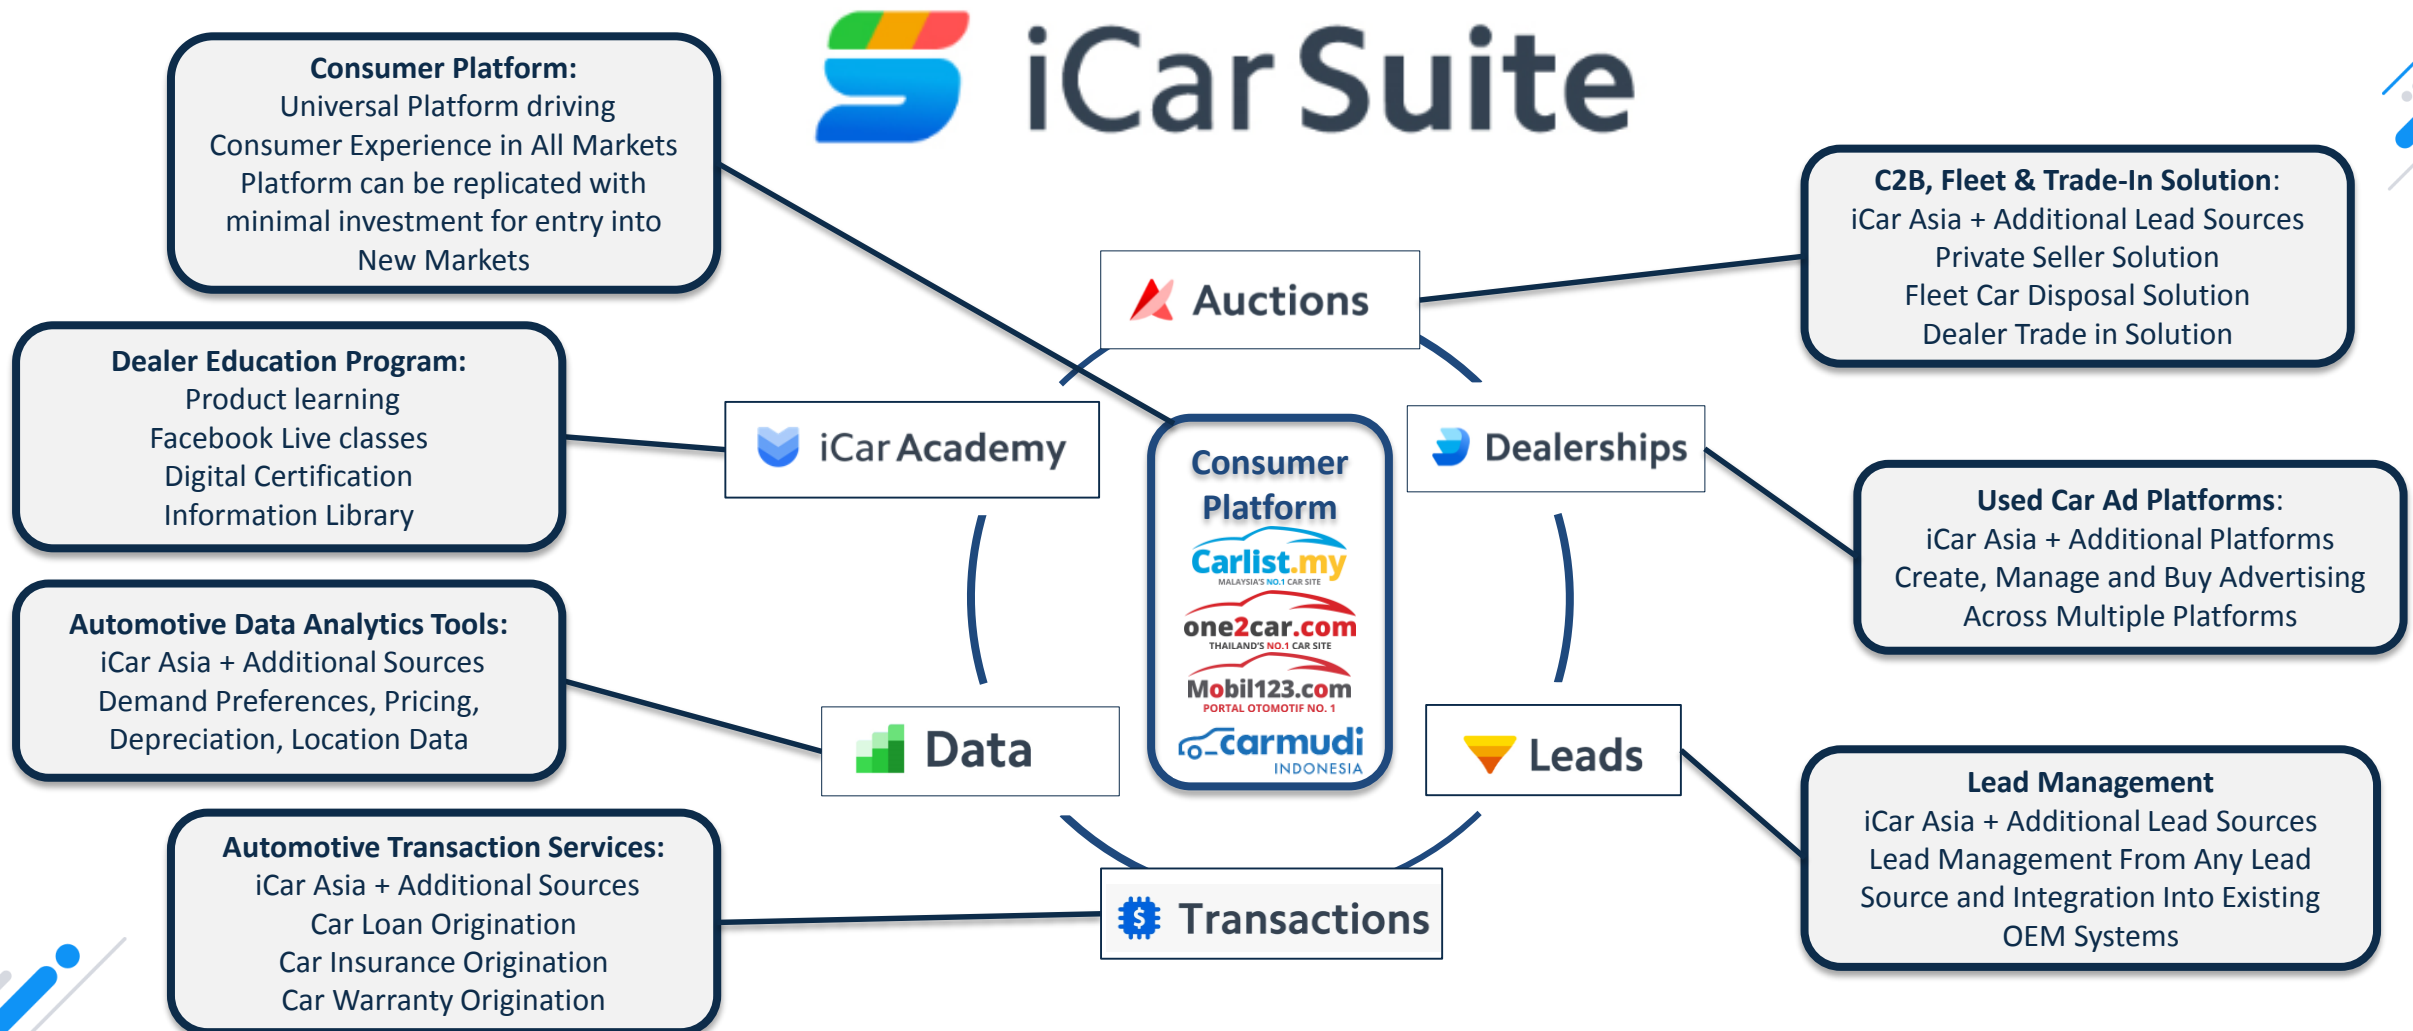 iCar Suite
Consumer Platform:
Universal Platform driving
Consumer Experience in All Markets
Platform can be replicated with
minimal investment for entry into
New Markets
C2B, Fleet & Trade-In Solution:
iCar Asia + Additional Lead Sources
Private Seller Solution
Fleet Car Disposal Solution
Dealer Trade in Solution
Auctions
Dealer Education Program:
Product learning
Facebook Live classes
Digital Certification
Information Library
iCar Academy
Dealerships
Consumer
Platform
Carlist.my
MALAYSIA'S NO.1 CAR SITE
one2car.com
THAILAND'S NO.1 CAR SITE
Mobil123.com
PORTAL OTOMOTIF NO. 1
carmudi
INDONESIA
Used Car Ad Platforms:
iCar Asia + Additional Platforms
Create, Manage and Buy Advertising
Across Multiple Platforms
Automotive Data Analytics Tools:
iCar Asia + Additional Sources
Demand Preferences, Pricing,
Depreciation, Location Data
Data
Leads
Lead Management
iCar Asia + Additional Lead Sources
Lead Management From Any Lead
Source and Integration Into Existing
OEM Systems
Automotive Transaction Services:
iCar Asia + Additional Sources
Car Loan Origination
Car Insurance Origination
Car Warranty Origination
$ Transactions